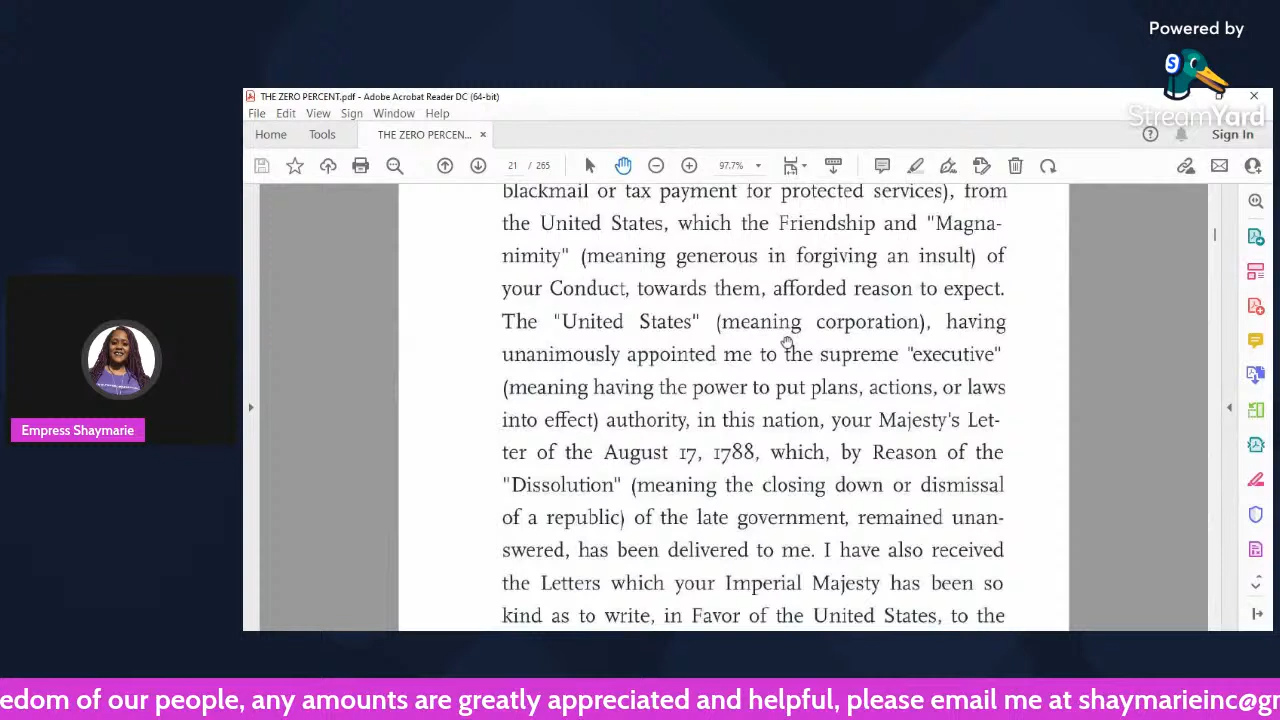 Powered by
StreamYard
THE ZERO PERCENT.pdf - Adobe Acrobat Reader DC (64-bit)
File Edit View Sign Window Help
Home Tools THE ZERO PERCEN... × Sign In
21 / 265 97.7%
blackmail or tax payment for protected services), from
the United States, which the Friendship and "Magna-
nimity" (meaning generous in forgiving an insult) of
your Conduct, towards them, afforded reason to expect.
The "United States" (meaning corporation), having
unanimously appointed me to the supreme "executive"
(meaning having the power to put plans, actions, or laws
into effect) authority, in this nation, your Majesty's Let-
ter of the August 17, 1788, which, by Reason of the
"Dissolution" (meaning the closing down or dismissal
of a republic) of the late government, remained unan-
swered, has been delivered to me. I have also received
the Letters which your Imperial Majesty has been so
kind as to write, in Favor of the United States, to the
Empress Shaymarie
edom of our people, any amounts are greatly appreciated and helpful, please email me at shaymarieinc@g